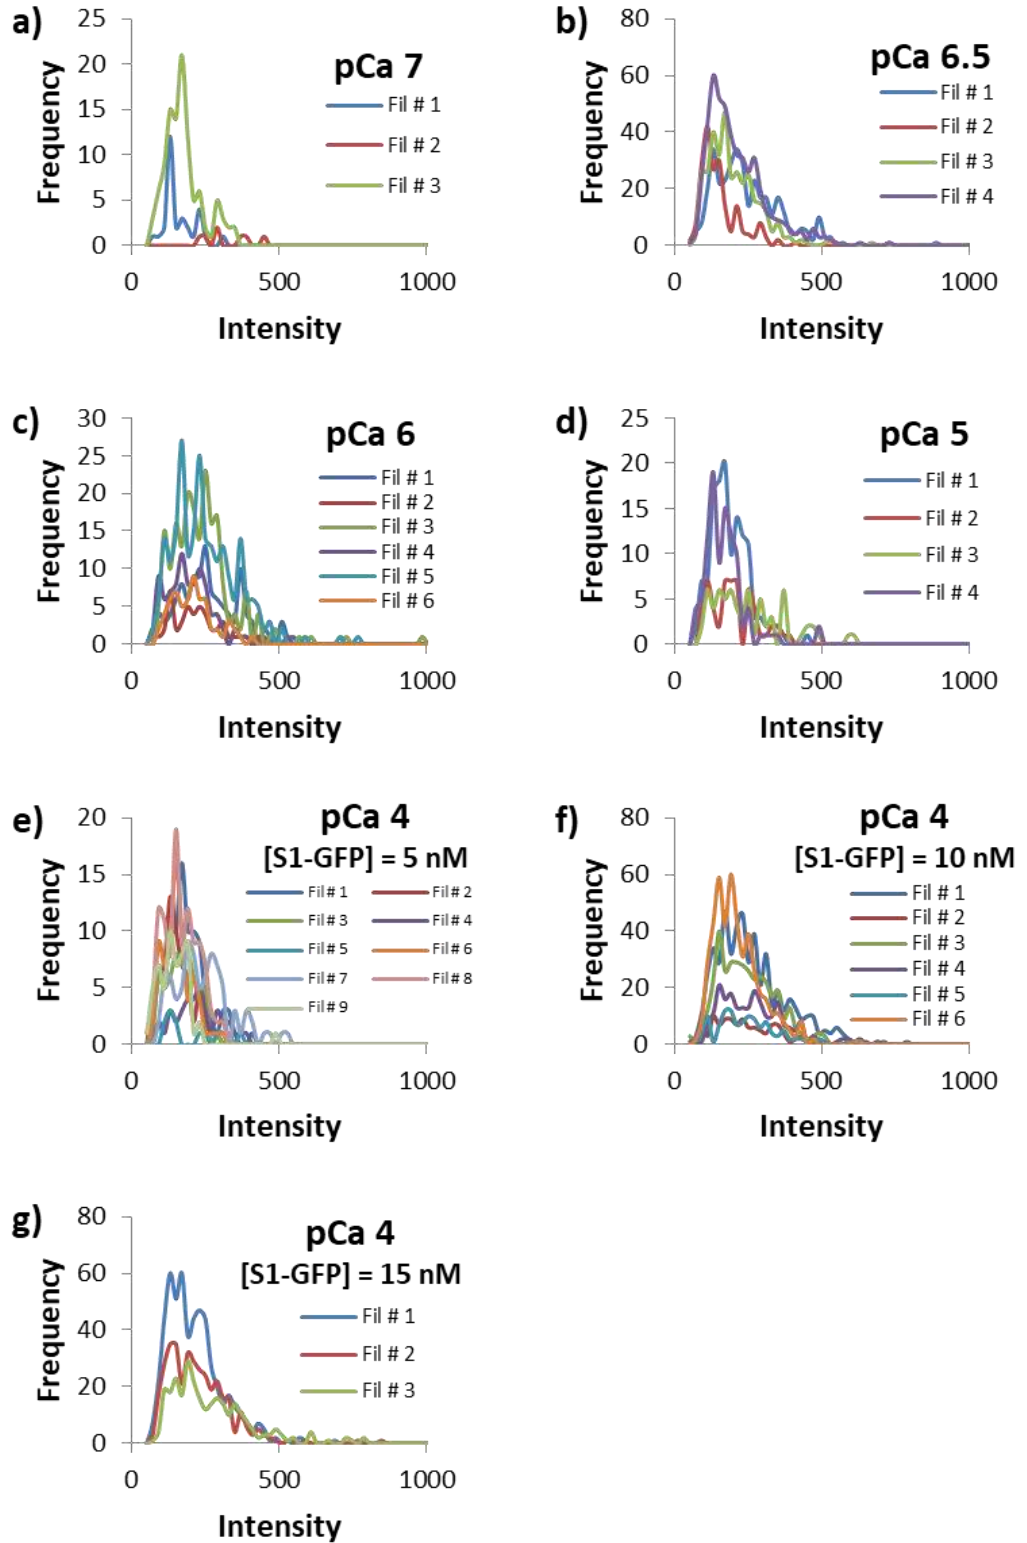 a)
pCa 7
25
20
15
10
5
0
0 500 1000
Frequency
Intensity
Fil # 1
Fil # 2
Fil # 3
b)
pCa 6.5
80
60
40
20
0
0 500 1000
Frequency
Intensity
Fil # 1
Fil # 2
Fil # 3
Fil # 4
c)
pCa 6
30
25
20
15
10
5
0
0 500 1000
Frequency
Intensity
Fil # 1
Fil # 2
Fil # 3
Fil # 4
Fil # 5
Fil # 6
d)
pCa 5
25
20
15
10
5
0
0 500 1000
Frequency
Intensity
Fil # 1
Fil # 2
Fil # 3
Fil # 4
e)
pCa 4
[S1-GFP] = 5 nM
20
15
10
5
0
0 500 1000
Frequency
Intensity
Fil # 1 Fil # 2
Fil # 3 Fil # 4
Fil # 5 Fil # 6
Fil # 7 Fil # 8
Fil # 9
f)
pCa 4
[S1-GFP] = 10 nM
80
60
40
20
0
0 500 1000
Frequency
Intensity
Fil # 1
Fil # 2
Fil # 3
Fil # 4
Fil # 5
Fil # 6
g)
pCa 4
[S1-GFP] = 15 nM
80
60
40
20
0
0 500 1000
Frequency
Intensity
Fil # 1
Fil # 2
Fil # 3